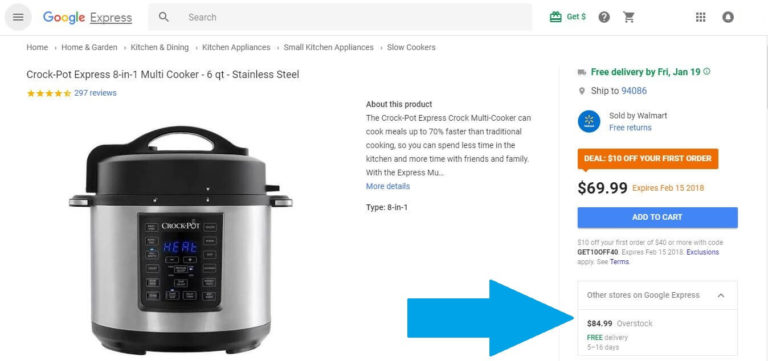 Google Express
Search
Get $
Home › Home & Garden › Kitchen & Dining › Kitchen Appliances › Small Kitchen Appliances › Slow Cookers
Crock-Pot Express 8-in-1 Multi Cooker - 6 qt - Stainless Steel
297 reviews
CROCK•POT
HEAt
About this product
The Crock-Pot Express Crock Multi-Cooker can
cook meals up to 70% faster than traditional
cooking, so you can spend less time in the
kitchen and more time with friends and family.
With the Express Mu...
More details
Type: 8-in-1
Free delivery by Fri, Jan 19
Ship to 94086
Sold by Walmart
Free returns
DEAL: $10 OFF YOUR FIRST ORDER
$69.99 Expires Feb 15 2018
ADD TO CART
$10 off your first order of $40 or more with code
GET10OFF40. Expires Feb 15 2018. Exclusions
apply. See Terms.
Other stores on Google Express
$84.99 Overstock
FREE delivery
5–16 days